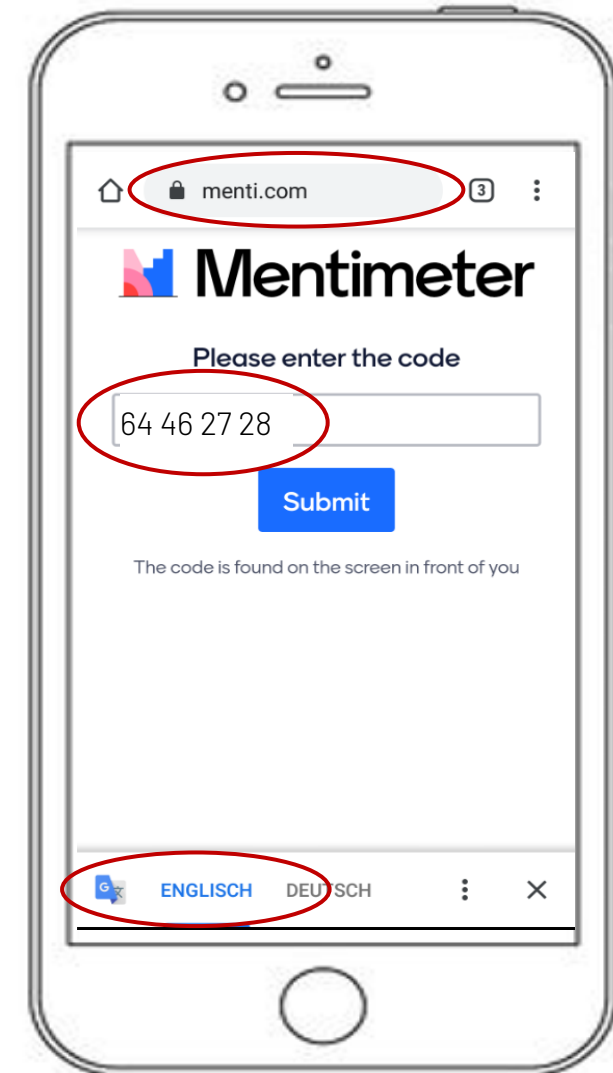 menti.com 3
Mentimeter
Please enter the code
64 46 27 28
Submit
The code is found on the screen in front of you
G 文 ENGLISCH DEUTSCH